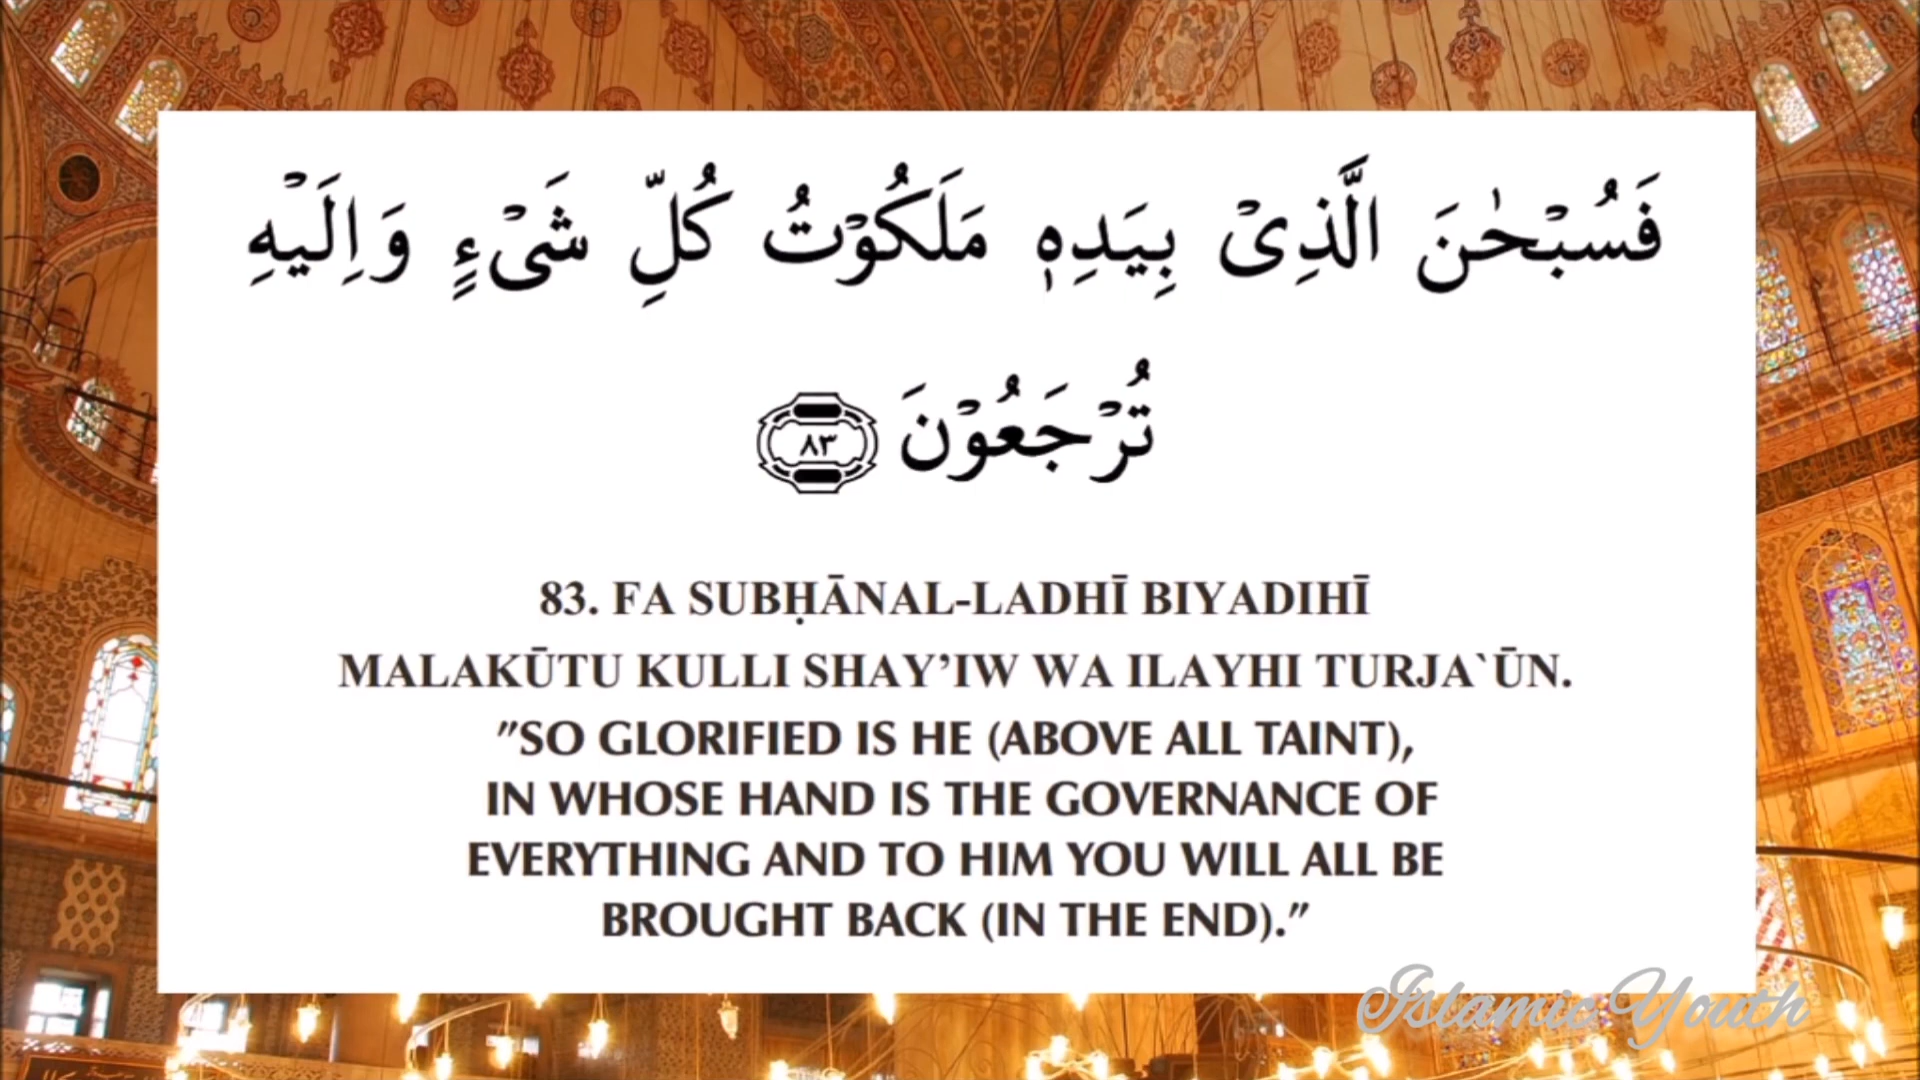 فَسُبْحٰنَ الَّذِیْ بِیَدِهٖ مَلَكُوْتُ كُلِّ شَیْءٍ وَاِلَیْهِ
تُرْجَعُوْنَ ﴿٨٣﴾
83. FA SUBḤĀNAL-LADHĪ BIYADIHĪ
MALAKŪTU KULLI SHAY’IW WA ILAYHI TURJA`ŪN.
"SO GLORIFIED IS HE (ABOVE ALL TAINT),
IN WHOSE HAND IS THE GOVERNANCE OF
EVERYTHING AND TO HIM YOU WILL ALL BE
BROUGHT BACK (IN THE END)."
Islamic Youth